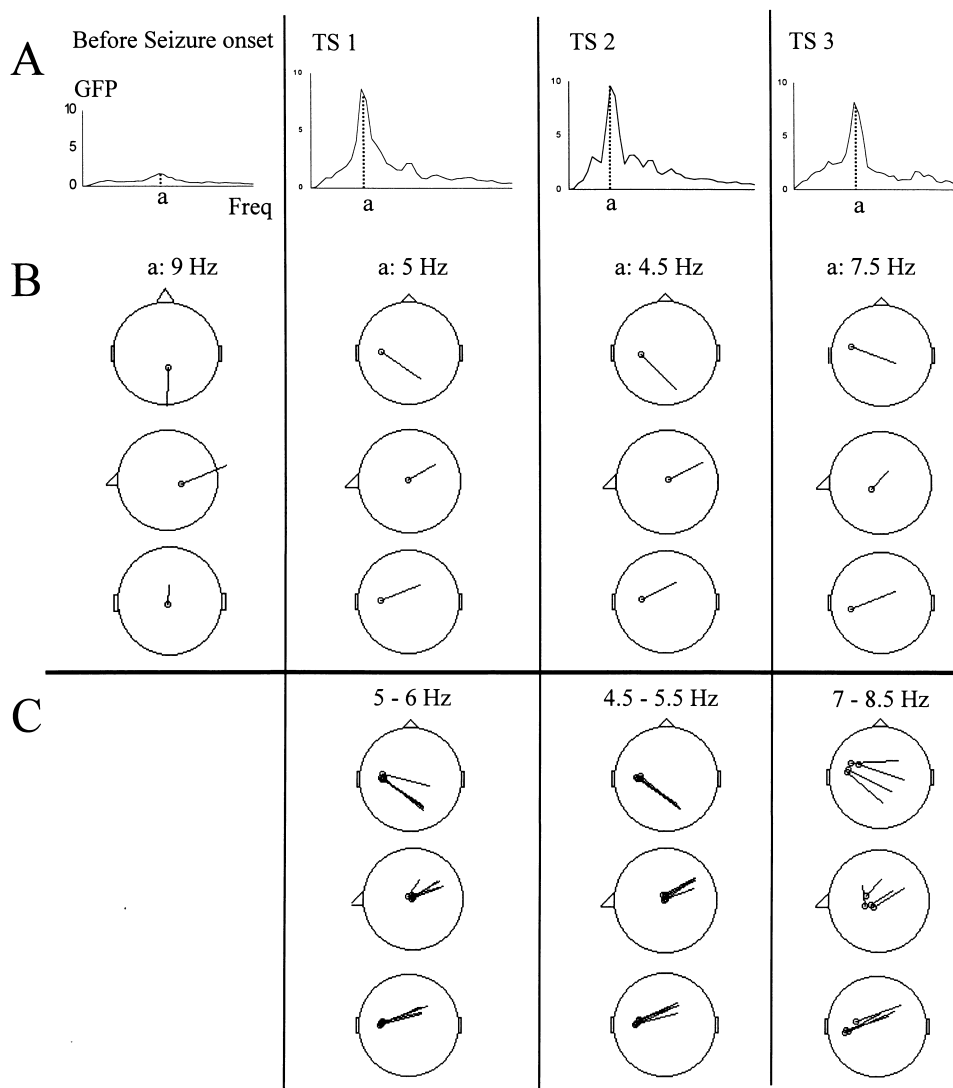 A
Before Seizure onset
TS 1
TS 2
TS 3
GFP
10
5
0
a
Freq
10
5
0
a
10
5
0
a
10
5
0
a
B
a: 9 Hz
a: 5 Hz
a: 4.5 Hz
a: 7.5 Hz
C
5 - 6 Hz
4.5 - 5.5 Hz
7 - 8.5 Hz